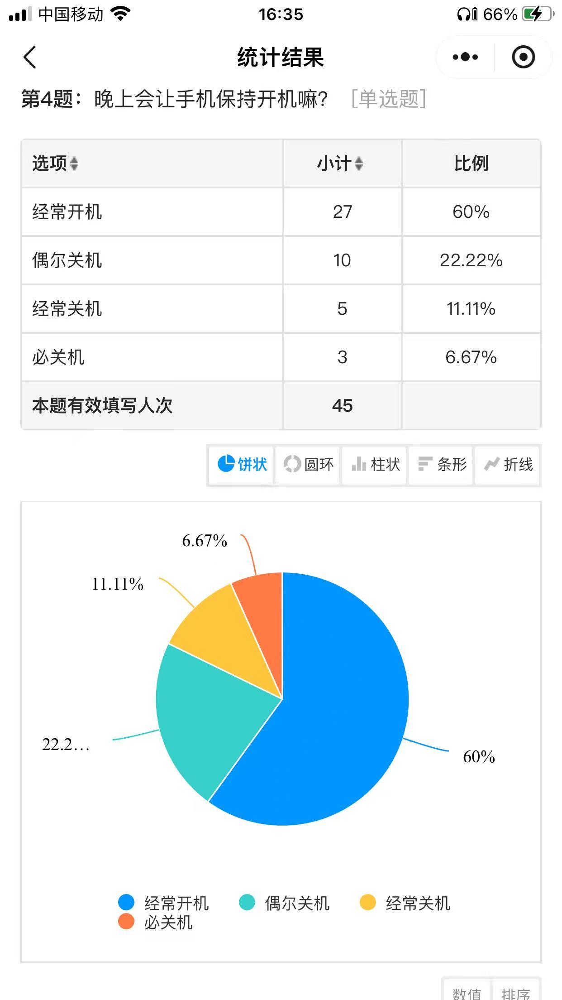 中国移动 16:35 66%
统计结果
第4题：晚上会让手机保持开机嘛？ [单选题]
选项 小计 比例
经常开机 27 60%
偶尔关机 10 22.22%
经常关机 5 11.11%
必关机 3 6.67%
本题有效填写人次 45
饼状 圆环 柱状 条形 折线
6.67%
11.11%
22.2...
60%
经常开机 偶尔关机 经常关机
必关机
数值 排序